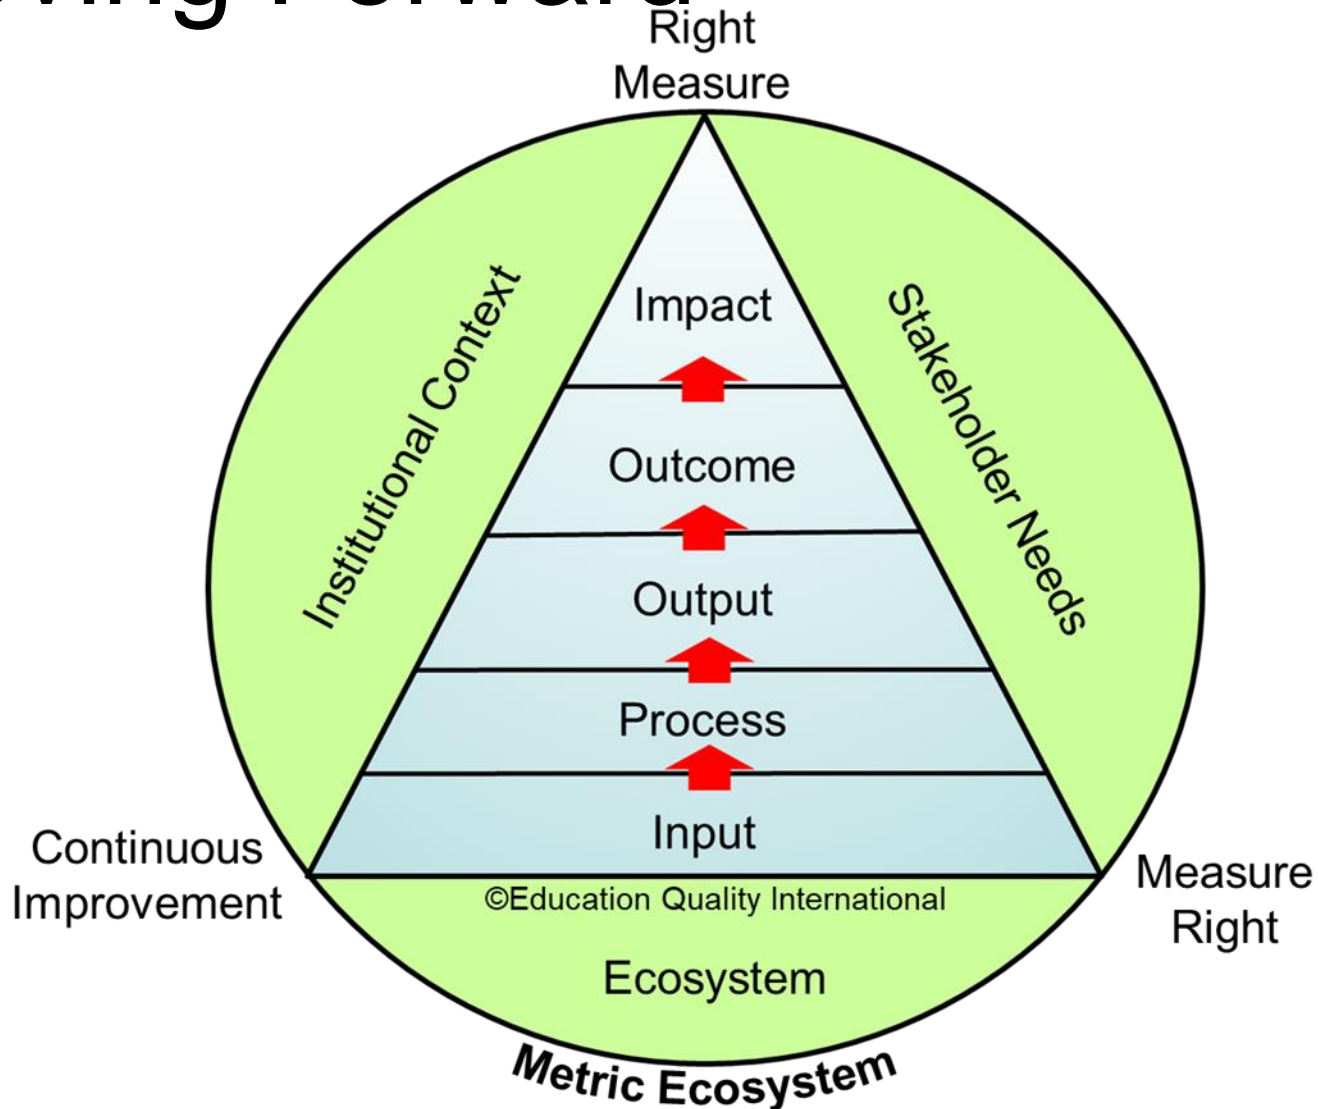 Forward
Right
Measure
Institutional Context
Stakeholder Needs
Impact
Outcome
Output
Process
Input
Continuous
Improvement
Measure
Right
©Education Quality International
Ecosystem
Metric Ecosystem